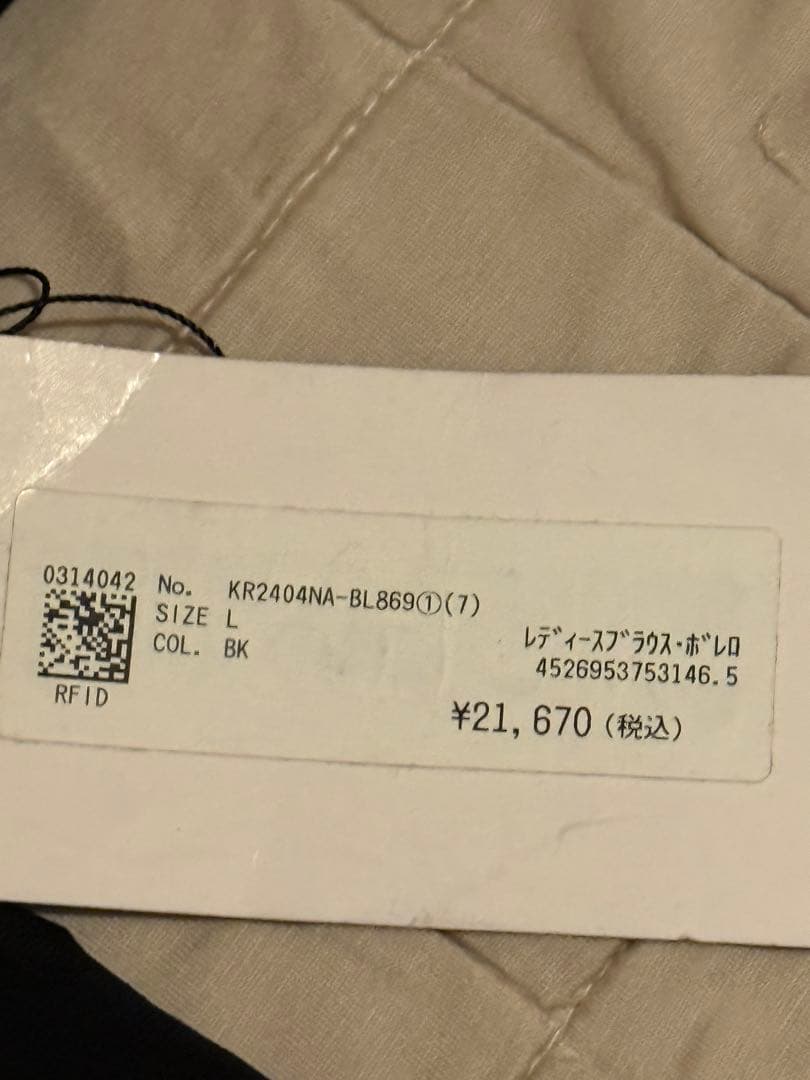 0314042
RFID
No. KR2404NA-BL869①(7)
SIZE L
COL. BK
ﾚﾃﾞｨｰｽﾌﾞﾗｳｽ･ﾎﾞﾚﾛ
4526953753146.5
¥21,670(税込)